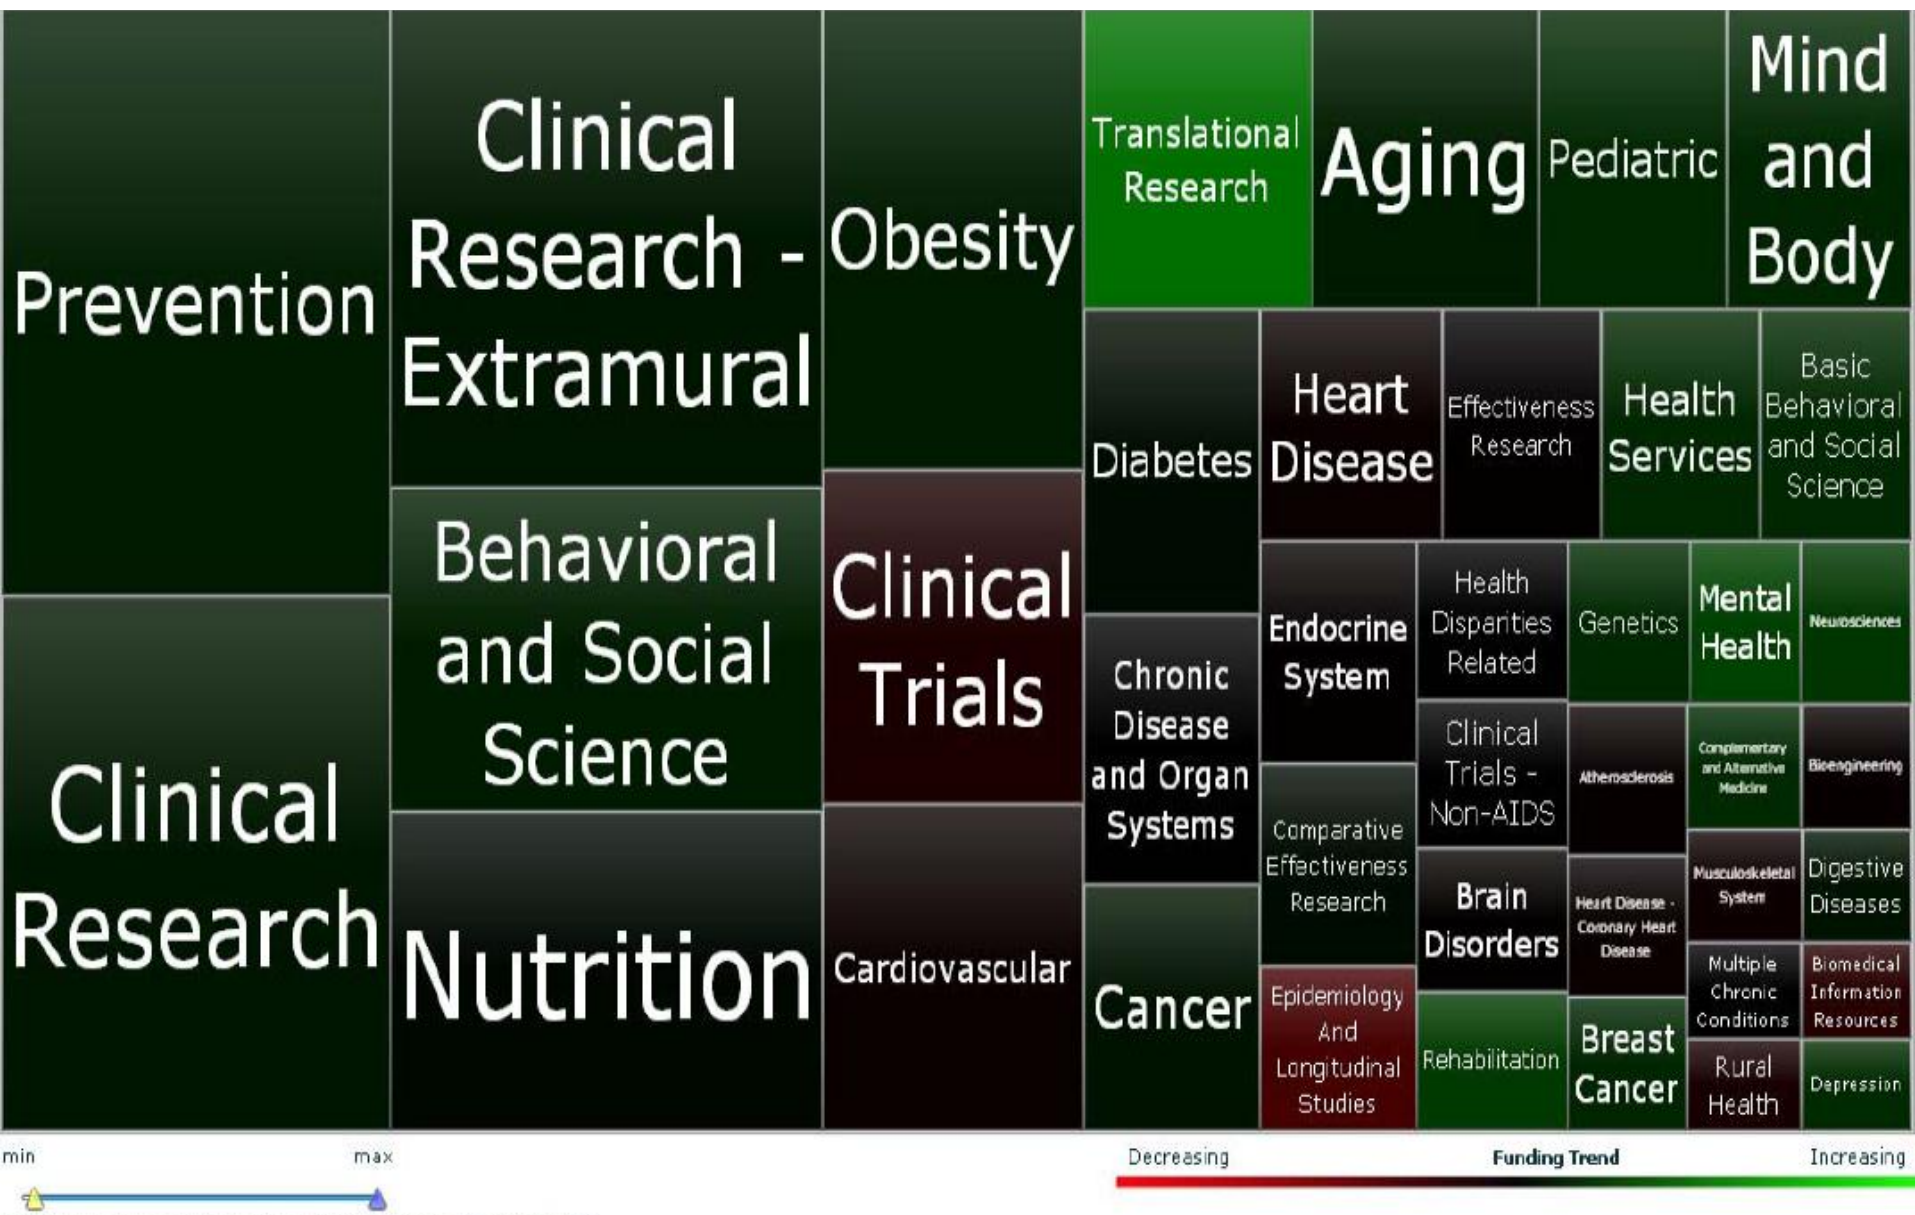 Prevention
Clinical
Research
Clinical
Research -
Extramural
Behavioral
and Social
Science
Nutrition
Obesity
Clinical
Trials
Cardiovascular
Translational
Research
Aging
Pediatric
Mind
and
Body
Diabetes
Chronic
Disease
and Organ
Systems
Cancer
Heart
Disease
Effectiveness
Research
Health
Services
Basic
Behavioral
and Social
Science
Endocrine
System
Comparative
Effectiveness
Research
Epidemiology
And
Longitudinal
Studies
Health
Disparities
Related
Clinical
Trials -
Non-AIDS
Brain
Disorders
Rehabilitation
Genetics
Atherosclerosis
Heart Disease -
Coronary Heart
Disease
Breast
Cancer
Mental
Health
Neurosciences
Complementary
and Alternative
Medicine
Bioengineering
Musculoskeletal
System
Digestive
Diseases
Multiple
Chronic
Conditions
Biomedical
Information
Resources
Rural
Health
Depression
min
max
Decreasing
Funding Trend
Increasing